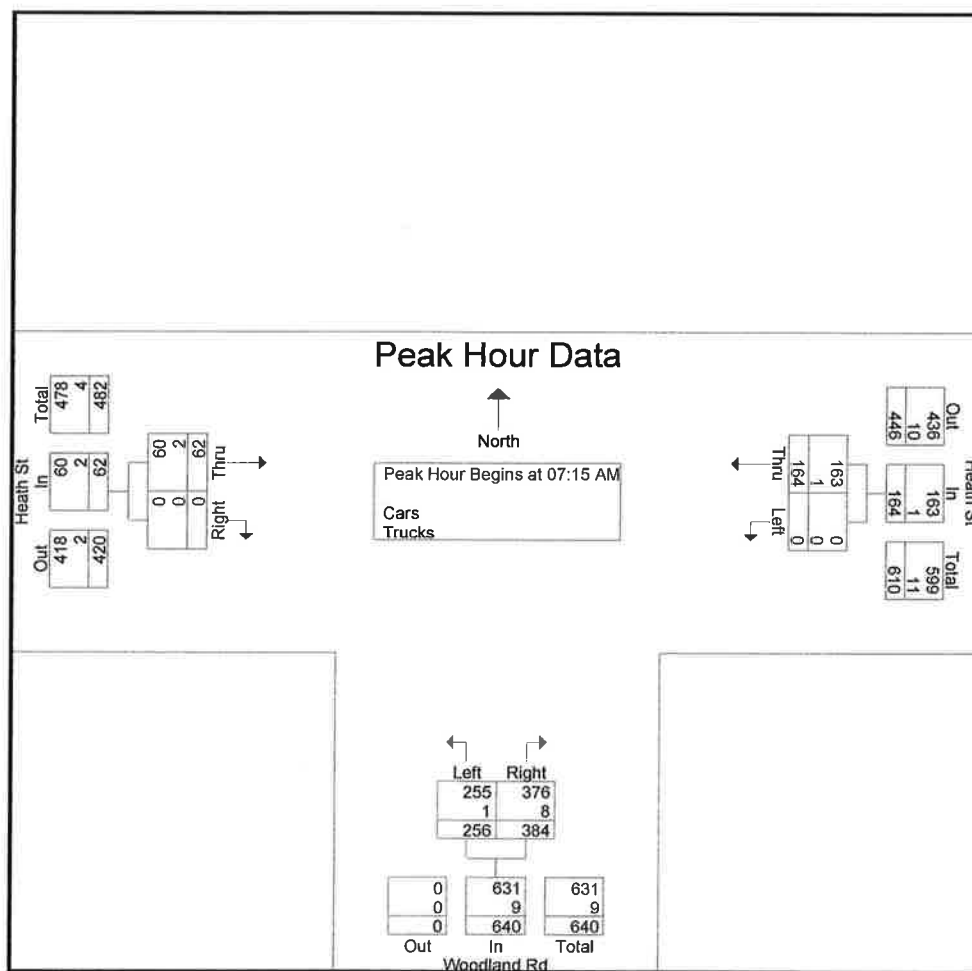 Peak Hour Data
North
Peak Hour Begins at 07:15 AM
Cars
Trucks
Heath St
Total
478
4
482
In
60
2
62
Out
418
2
420
Thru
60
2
62
Right
0
0
0
Heath St
Out
436
10
446
In
163
1
164
Total
599
11
610
Thru
163
1
164
Left
0
0
0
Left Right
255 376
1 8
256 384
0 631 631
0 9 9
0 640 640
Out In Total
Woodland Rd